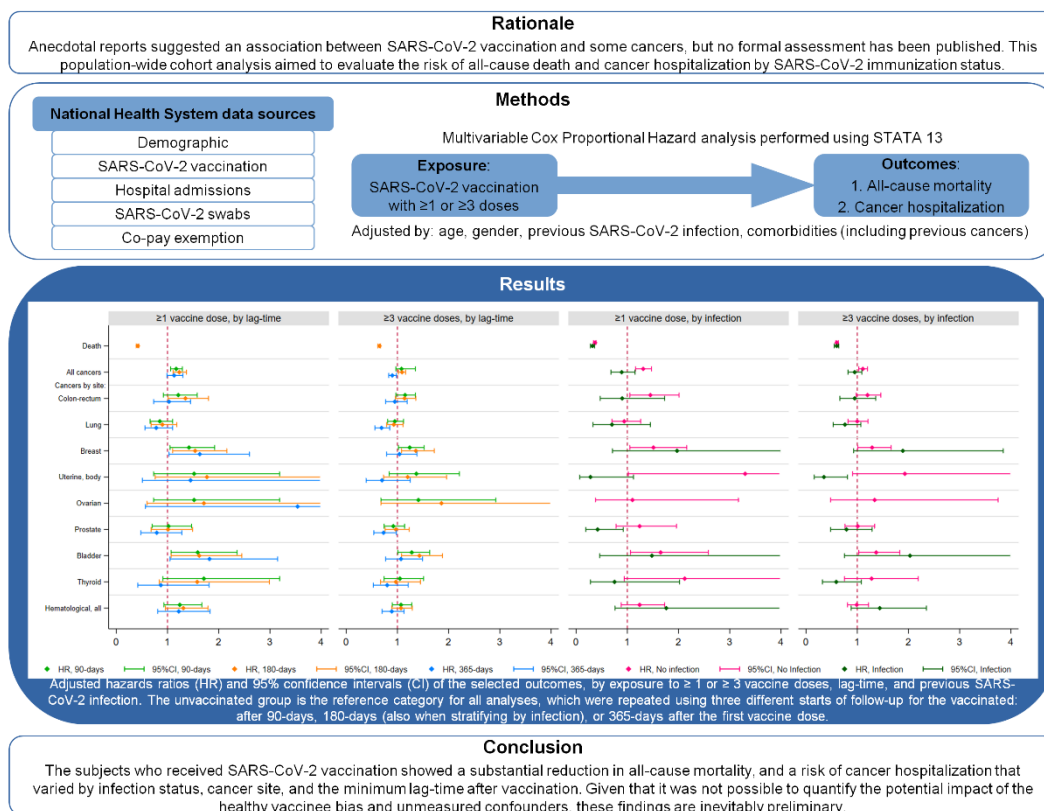 Rationale
Anecdotal reports suggested an association between SARS-CoV-2 vaccination and some cancers, but no formal assessment has been published. This
population-wide cohort analysis aimed to evaluate the risk of all-cause death and cancer hospitalization by SARS-CoV-2 immunization status.
Methods
National Health System data sources
Demographic
SARS-CoV-2 vaccination
Hospital admissions
SARS-CoV-2 swabs
Co-pay exemption
Multivariable Cox Proportional Hazard analysis performed using STATA 13
Exposure:
SARS-CoV-2 vaccination
with ≥1 or ≥3 doses
Outcomes:
1. All-cause mortality
2. Cancer hospitalization
Adjusted by: age, gender, previous SARS-CoV-2 infection, comorbidities (including previous cancers)
Results
≥1 vaccine dose, by lag-time
≥3 vaccine doses, by lag-time
≥1 vaccine dose, by infection
≥3 vaccine doses, by infection
Death
All cancers
Cancers by site:
Colon-rectum
Lung
Breast
Uterine, body
Ovarian
Prostate
Bladder
Thyroid
Hematological, all
0 1 2 3 4
0 1 2 3 4
0 1 2 3 4
0 1 2 3 4
HR, 90-days 95%CI, 90-days HR, 180-days 95%CI, 180-days HR, 365-days 95%CI, 365-days HR, No infection 95%CI, No Infection HR, Infection 95%CI, Infection
Adjusted hazards ratios (HR) and 95% confidence intervals (CI) of the selected outcomes, by exposure to ≥ 1 or ≥ 3 vaccine doses, lag-time, and previous SARS-
CoV-2 infection. The unvaccinated group is the reference category for all analyses, which were repeated using three different starts of follow-up for the vaccinated:
after 90-days, 180-days (also when stratifying by infection), or 365-days after the first vaccine dose.
Conclusion
The subjects who received SARS-CoV-2 vaccination showed a substantial reduction in all-cause mortality, and a risk of cancer hospitalization that
varied by infection status, cancer site, and the minimum lag-time after vaccination. Given that it was not possible to quantify the potential impact of the
healthy vaccinee bias and unmeasured confounders, these findings are inevitably preliminary.